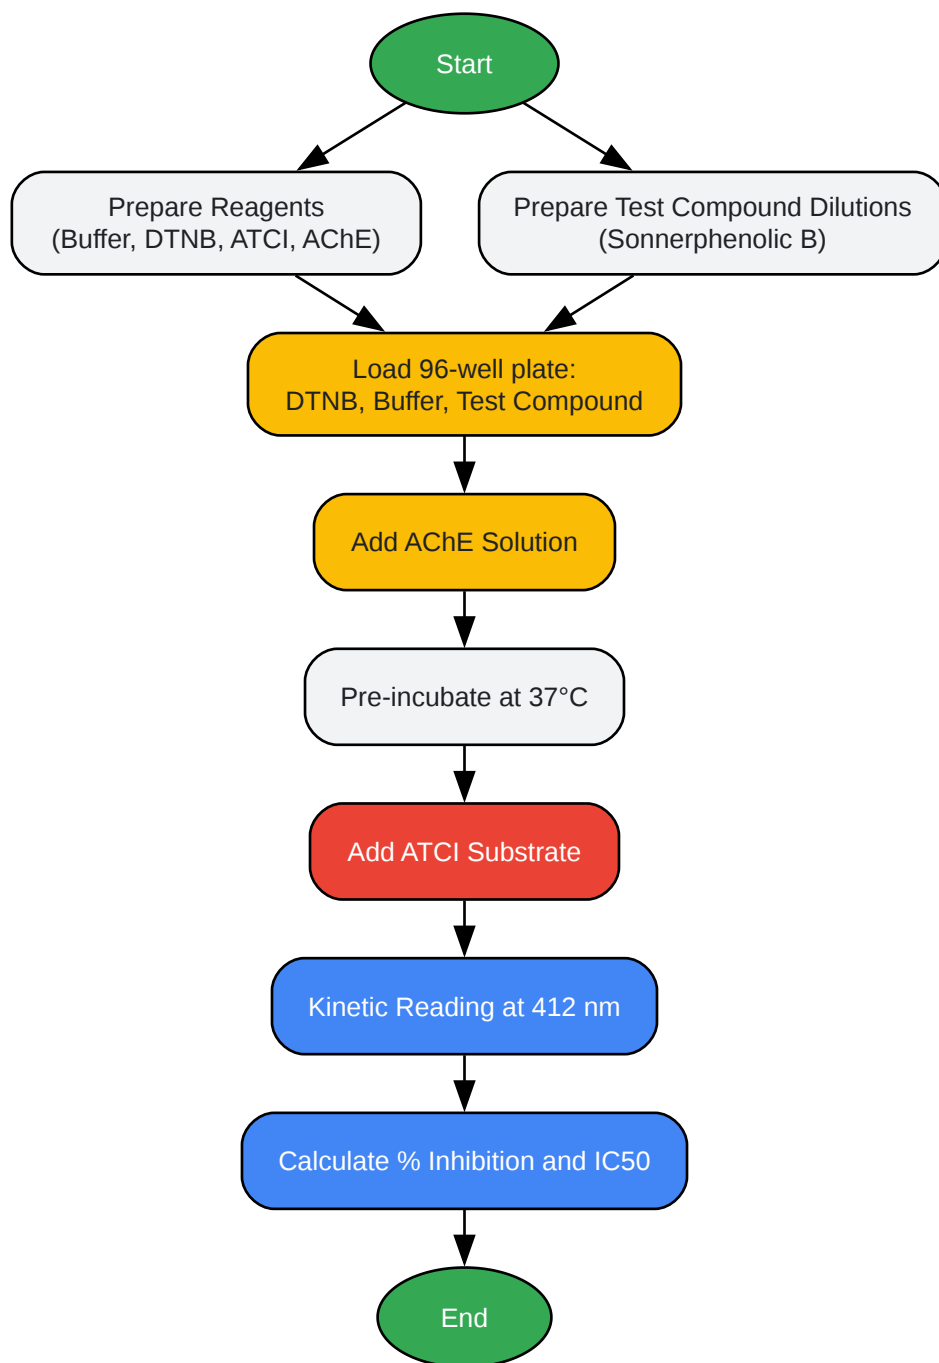 Start
Prepare Reagents
(Buffer, DTNB, ATCI, AChE)
Prepare Test Compound Dilutions
(Sonnerphenolic B)
Load 96-well plate:
DTNB, Buffer, Test Compound
Add AChE Solution
Pre-incubate at 37°C
Add ATCI Substrate
Kinetic Reading at 412 nm
Calculate % Inhibition and IC50
End